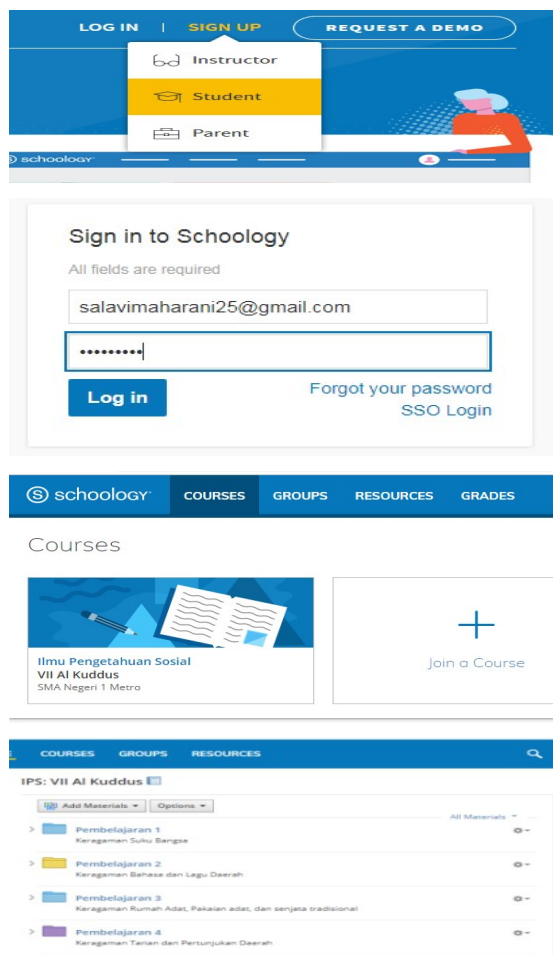 LOG IN | SIGN UP REQUEST A DEMO
Instructor
Student
Parent
schoology
Sign in to Schoology
All fields are required
salavimaharani25@gmail.com
•••••••••
Log in
Forgot your password
SSO Login
S schoology COURSES GROUPS RESOURCES GRADES
Courses
Ilmu Pengetahuan Sosial
VII Al Kuddus
SMA Negeri 1 Metro
Join a Course
COURSES GROUPS RESOURCES
IPS: VII Al Kuddus
Add Materials Options
All Materials
Pembelajaran 1
Keragaman Suku Bangsa
Pembelajaran 2
Keragaman Bahasa dan Lagu Daerah
Pembelajaran 3
Keragaman Rumah Adat, Pakaian adat, dan senjata tradisional
Pembelajaran 4
Keragaman Tarian dan Pertunjukan Daerah